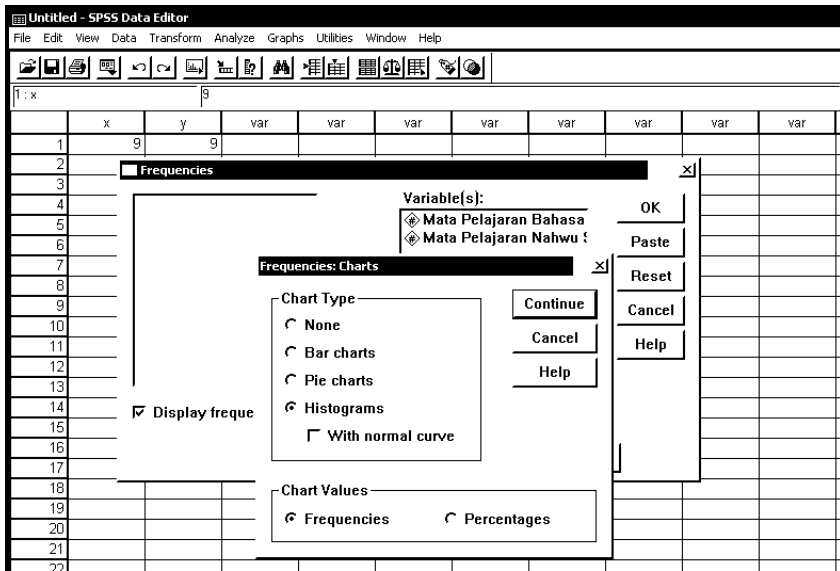 Untitled - SPSS Data Editor
File Edit View Data Transform Analyze Graphs Utilities Window Help
1 : x 9
x y var var var var var var var var
1 9 9
2
Frequencies
3
4 Variable(s): OK
5 Mata Pelajaran Bahasa
6 Mata Pelajaran Nahwu Paste
7 Frequencies: Charts
8 Reset
9 Chart Type Continue
10 None Cancel
11 Bar charts Cancel Help
12 Pie charts Help
13
14 Display freque Histograms
15 With normal curve
16
17
18 Chart Values
19 Frequencies Percentages
20
21
22